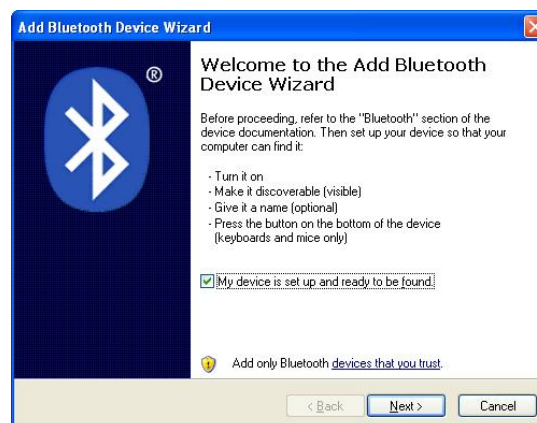 Add Bluetooth Device Wizard
®
Welcome to the Add Bluetooth
Device Wizard
Before proceeding, refer to the "Bluetooth" section of the
device documentation. Then set up your device so that your
computer can find it:
- Turn it on
- Make it discoverable (visible)
- Give it a name (optional)
- Press the button on the bottom of the device
(keyboards and mice only)
My device is set up and ready to be found.
Add only Bluetooth devices that you trust.
< Back Next > Cancel